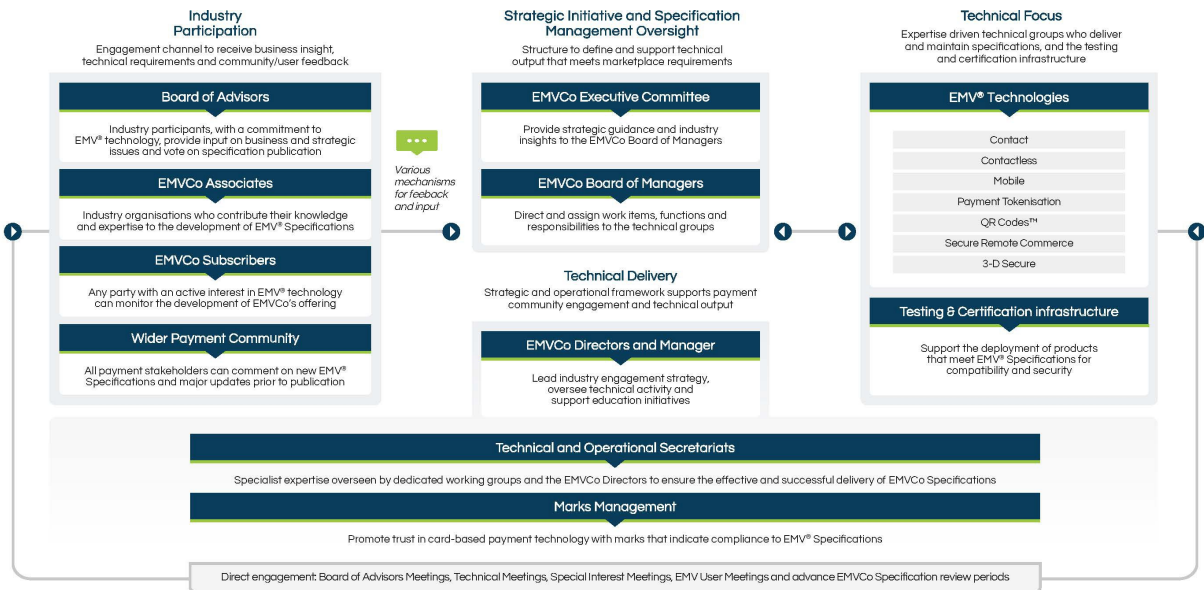 Industry
Participation
Engagement channel to receive business insight,
technical requirements and community/user feedback
Board of Advisors
Industry participants, with a commitment to
EMV® technology, provide input on business and strategic
issues and vote on specification publication
EMVCo Associates
Industry organisations who contribute their knowledge
and expertise to the development of EMV® Specifications
EMVCo Subscribers
Any party with an active interest in EMV® technology
can monitor the development of EMVCo's offering
Wider Payment Community
All payment stakeholders can comment on new EMV®
Specifications and major updates prior to publication
Various
mechanisms
for feeback
and input
Strategic Initiative and Specification
Management Oversight
Structure to define and support technical
output that meets marketplace requirements
EMVCo Executive Committee
Provide strategic guidance and industry
insights to the EMVCo Board of Managers
EMVCo Board of Managers
Direct and assign work items, functions and
responsibilities to the technical groups
Technical Delivery
Strategic and operational framework supports payment
community engagement and technical output
EMVCo Directors and Manager
Lead industry engagement strategy,
oversee technical activity and
support education initiatives
Technical Focus
Expertise driven technical groups who deliver
and maintain specifications, and the testing
and certification infrastructure
EMV® Technologies
Contact
Contactless
Mobile
Payment Tokenisation
QR Codes™
Secure Remote Commerce
3-D Secure
Testing & Certification infrastructure
Support the deployment of products
that meet EMV® Specifications for
compatibility and security
Technical and Operational Secretariats
Specialist expertise overseen by dedicated working groups and the EMVCo Directors to ensure the effective and successful delivery of EMVCo Specifications
Marks Management
Promote trust in card-based payment technology with marks that indicate compliance to EMV® Specifications
Direct engagement: Board of Advisors Meetings, Technical Meetings, Special Interest Meetings, EMV User Meetings and advance EMVCo Specification review periods